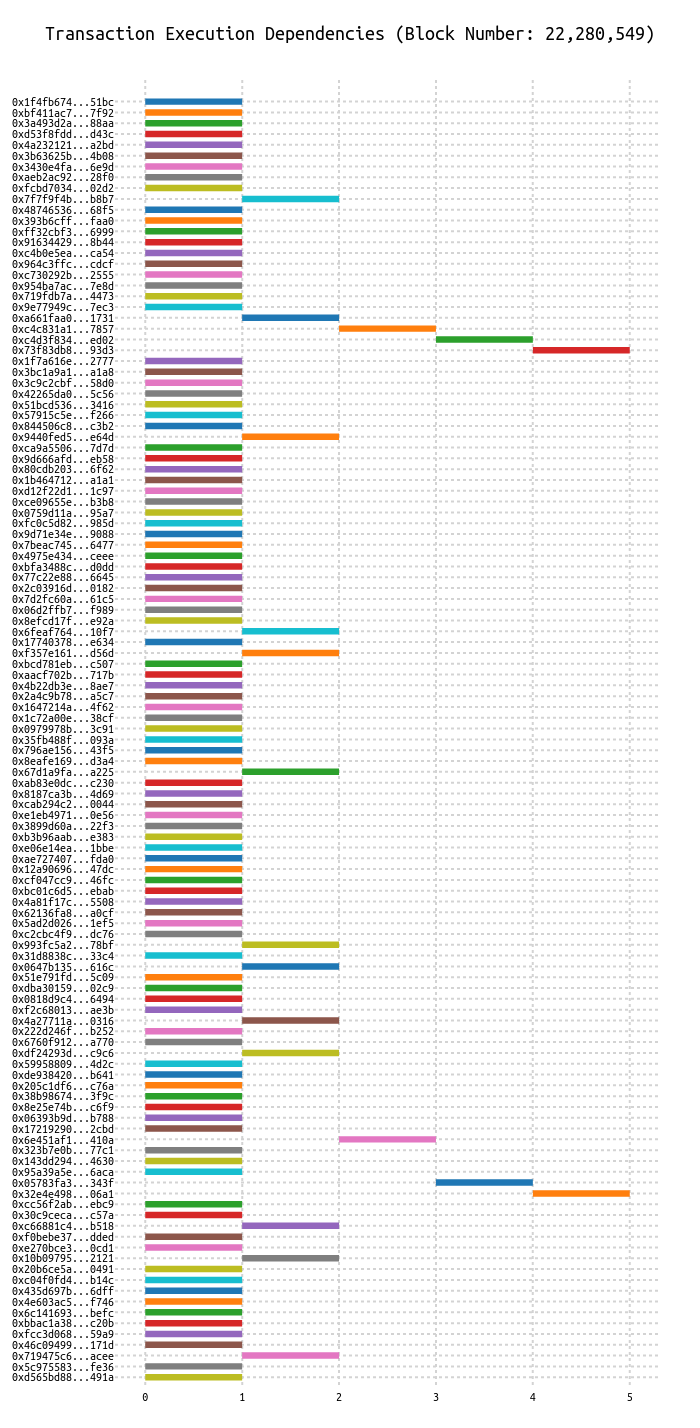 Transaction Execution Dependencies (Block Number: 22,280,549)
0x1f4fb674...51bc
0xbf411ac7...7f92
0x3a493d2a...88aa
0xd53f8fdd...d43c
0x4a232121...a2bd
0x3b63625b...4b08
0x3430e4fa...6e9d
0xaeb2ac92...28f0
0xfcbd7034...02d2
0x7f7f9f4b...b8b7
0x48746536...68f5
0x393b6cff...faa0
0xff32cbf3...6999
0x91634429...8b44
0xc4b0e5ea...ca54
0x964c3ffc...cdcf
0xc730292b...2555
0x954ba7ac...7e8d
0x719fdb7a...4473
0x9e77949c...7ec3
0xa661faa0...1731
0xc4c831a1...7857
0xc4d3f834...ed02
0x73f83db8...93d3
0x1f7a616e...2777
0x3bc1a9a1...a1a8
0x3c9c2cbf...58d0
0x42265da0...5c56
0x51bcd536...3416
0x57915c5e...f266
0x844506c8...c3b2
0x9440fed5...e64d
0xca9a5506...7d7d
0x9d666afd...eb58
0x80cdb203...6f62
0x1b464712...a1a1
0xd12f22d1...1c97
0xce09655e...b3b8
0x0759d11a...95a7
0xfc0c5d82...985d
0x9d71e34e...9088
0x7beac745...6477
0x4975e434...ceee
0xbfa3488c...d0dd
0x77c22e88...6645
0x2c03916d...0182
0x7d2fc60a...61c5
0x06d2ffb7...f989
0x8efcd17f...e92a
0x6feaf764...10f7
0x17740378...e634
0xf357e161...d56d
0xbcd781eb...c507
0xaacf702b...717b
0x4b22db3e...8ae7
0x2a4c9b78...a5c7
0x1647214a...4f62
0x1c72a00e...38cf
0x0979978b...3c91
0x35fb488f...093a
0x796ae156...43f5
0x8eafe169...d3a4
0x67d1a9fa...a225
0xab83e0dc...c230
0x8187ca3b...4d69
0xcab294c2...0044
0xe1eb4971...0e56
0x3899d60a...22f3
0xb3b96aab...e383
0xe06e14ea...1bbe
0xae727407...fda0
0x12a90696...47dc
0xcf047cc9...46fc
0xbc01c6d5...ebab
0x4a81f17c...5508
0x62136fa8...a0cf
0x5ad2d026...1ef5
0xc2cbc4f9...dc76
0x993fc5a2...78bf
0x31d8838c...33c4
0x0647b135...616c
0x51e791fd...5c09
0xdba30159...02c9
0x0818d9c4...6494
0xf2c68013...ae3b
0x4a27711a...0316
0x222d246f...b252
0x6760f912...a770
0xdf24293d...c9c6
0x59958809...4d2c
0xde938420...b641
0x205c1df6...c76a
0x38b98674...3f9c
0x8e25e74b...c6f9
0x06393b9d...b788
0x17219290...2cbd
0x6e451af1...410a
0x323b7e0b...77c1
0x143dd294...4630
0x95a39a5e...6aca
0x05783fa3...343f
0x32e4e498...06a1
0xcc56f2ab...ebc9
0x30c9ceca...c57a
0xc66881c4...b518
0xf0bebe37...dded
0xe270bce3...0cd1
0x10b09795...2121
0x20b6ce5a...0491
0xc04f0fd4...b14c
0x435d697b...6dff
0x4e603ac5...f746
0x6c141693...befc
0xbbac1a38...c20b
0xfcc3d068...59a9
0x46c09499...171d
0x719475c6...acee
0x5c975583...fe36
0xd565bd88...491a
0 1 2 3 4 5